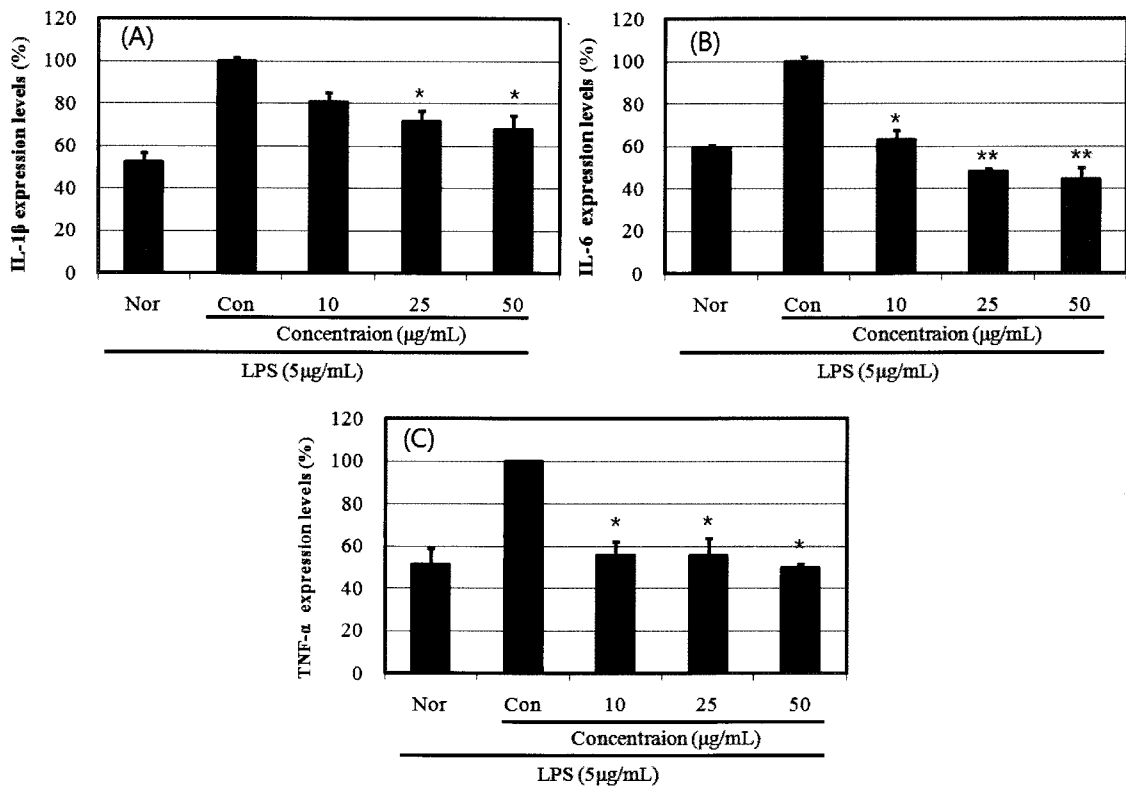 (A)
IL-1β expression levels (%)
120
100
80
60
40
20
0
*
*
Nor Con 10 25 50
Concentraion (μg/mL)
LPS (5μg/mL)
(B)
IL-6 expression levels (%)
120
100
80
60
40
20
0
*
**
**
Nor Con 10 25 50
Concentraion (μg/mL)
LPS (5μg/mL)
(C)
TNF-α expression levels (%)
120
100
80
60
40
20
0
*
*
*
Nor Con 10 25 50
Concentraion (μg/mL)
LPS (5μg/mL)